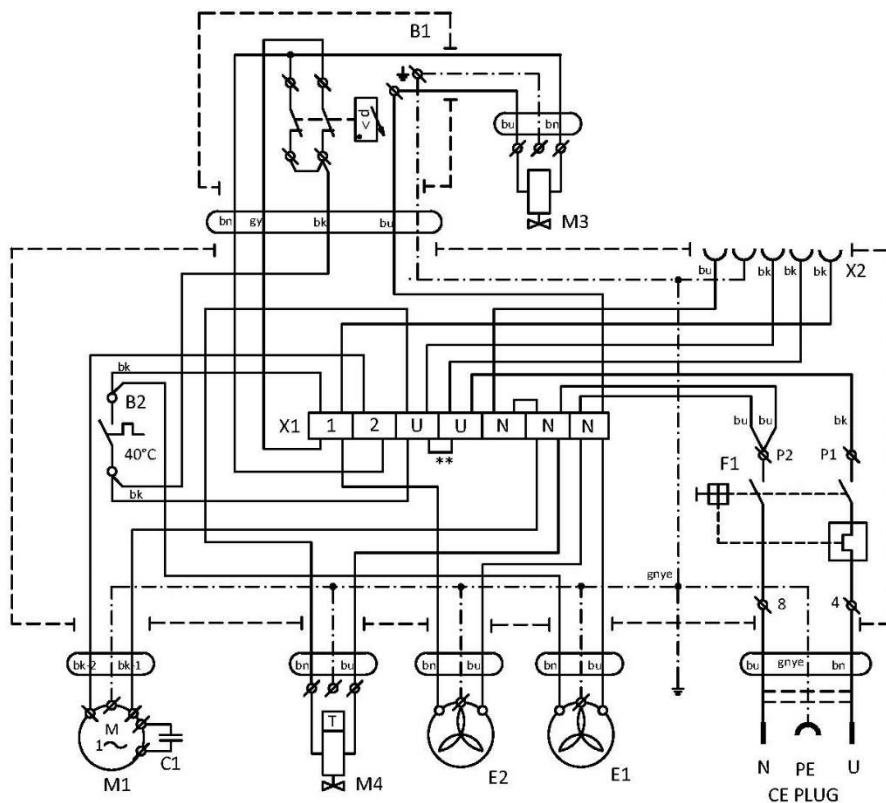 B1
<p
bu
bn
M3
bn
gy
bk
bu
X2
bu
bk
bk
bk
bk
B2
40°C
bk
X1
1
2
U
U
N
N
N
**
bu
bu
bk
P2
P1
F1
gnye
8
4
bk-2
bk-1
bn
bu
bn
bu
bn
bu
bu
gnye
bn
M
1
C1
M1
T
M4
E2
E1
N
PE
U
CE PLUG